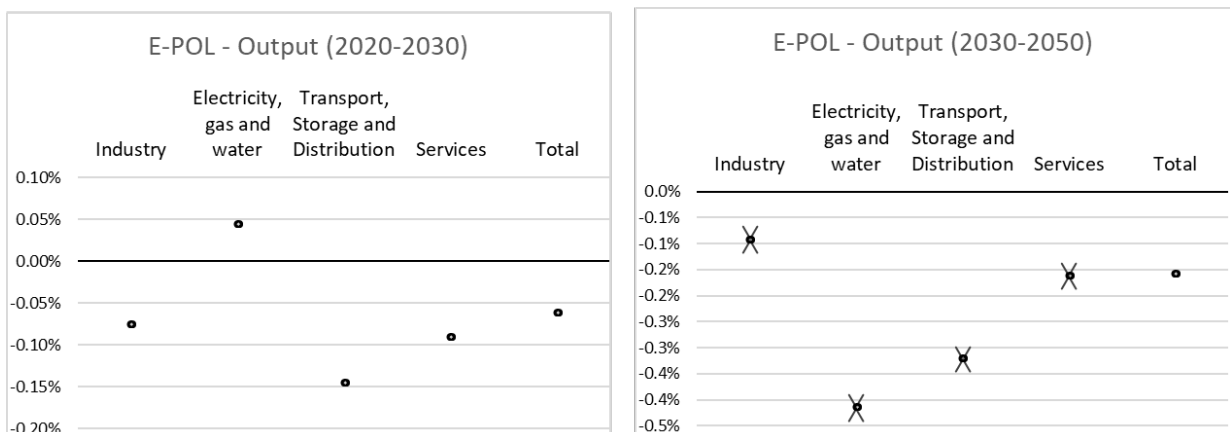 E-POL - Output (2020-2030)
Electricity, Transport,
gas and Storage and
Industry water Distribution Services Total
0.10%
0.05%
0.00%
-0.05%
-0.10%
-0.15%
-0.20%
E-POL - Output (2030-2050)
Electricity, Transport,
gas and Storage and
Industry water Distribution Services Total
0.0%
-0.1%
-0.1%
-0.2%
-0.2%
-0.3%
-0.3%
-0.4%
-0.4%
-0.5%